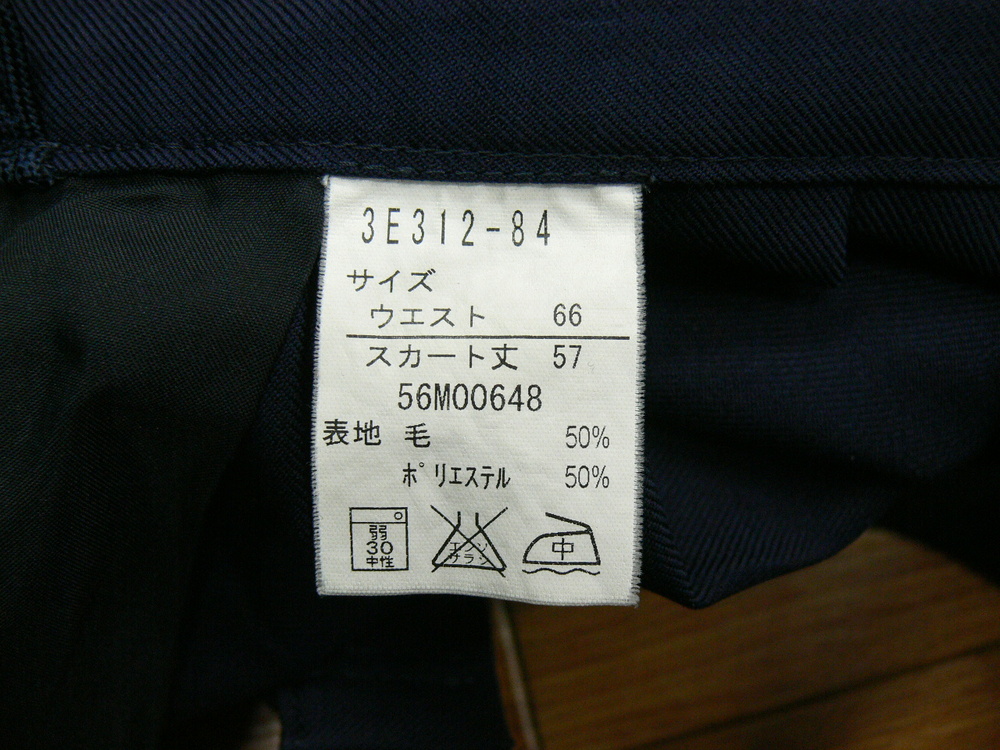 3E312-84
サイズ
ウエスト 66
スカート丈 57
56M00648
表地 毛 50%
ポリエステル 50%
弱
30
中性
エンソ
サラシ
中